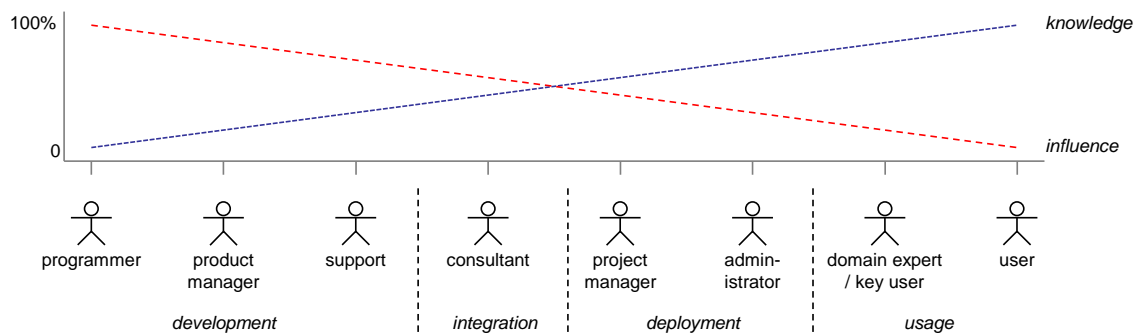 100%
knowledge
0
influence
programmer
product
manager
support
consultant
project
manager
admin-
istrator
domain expert
/ key user
user
development
integration
deployment
usage